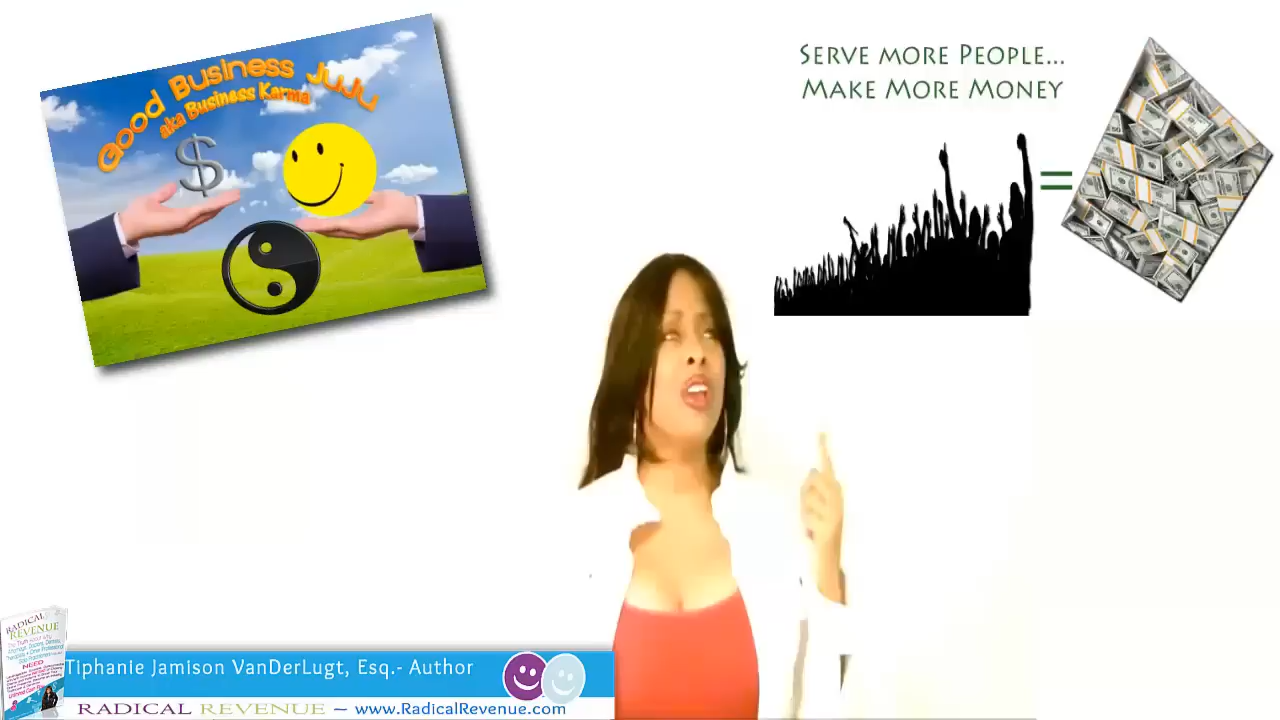 Good Business JuJu
aka Business Karma
$
Serve more People...
Make More Money
=
RADICAL
REVENUE
NEED
Tiphanie Jamison VanDerLugt, Esq.- Author
RADICAL REVENUE ~ www.RadicalRevenue.com